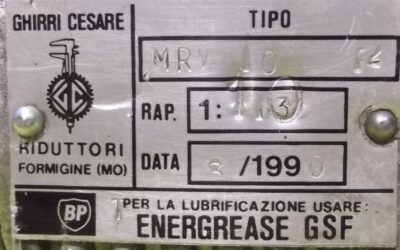 GHIRRI CESARE
TIPO
MRV
RAP. 1:
RIDUTTORI
FORMIGINE (MO)
DATA /199
BP
PER LA LUBRIFICAZIONE USARE:
ENERGREASE GSF